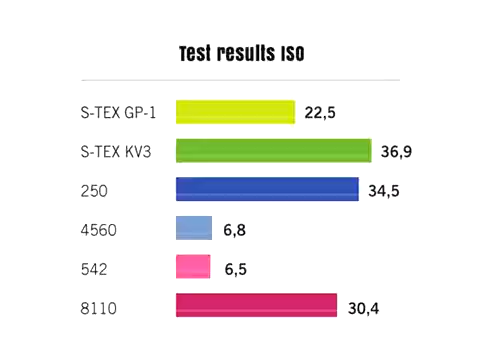 Test results ISO
S-TEX GP-1 22,5
S-TEX KV3 36,9
250 34,5
4560 6,8
542 6,5
8110 30,4